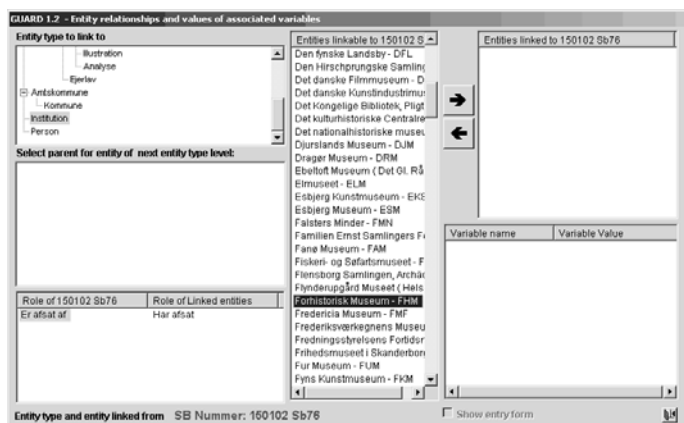 GUARD 1.2 - Entity relationships and values of associated variables
Entity type to link to
Illustration
Analyse
Ejerlav
Amtskommune
Kommune
Institution
Person
Select parent for entity of next entity type level:
Role of 150102 Sb76
Role of Linked entities
Er afsat af
Har afsat
Entities linkable to 150102 S
Den fynske Landsby - DFL
Den Hirschprungske Samling
Det danske Filmmuseum - D
Det danske Kunstindustrimus
Det Kongelige Bibliotek, Pligt
Det kulturhistoriske Centralre
Det nationalhistoriske museu
Djurslands Museum - DJM
Dragør Museum - DRM
Ebeltoft Museum ( Det Gl. Rå
Elmuseet - ELM
Esbjerg Kunstmuseum - EKS
Esbjerg Museum - ESM
Falsters Minder - FMN
Familien Ernst Samlingers F
Fanø Museum - FAM
Fiskeri- og Søfartsmuseet - F
Flensborg Samlingen, Archäo
Flynderupgård Museet ( Hels
Forhistorisk Museum - FHM
Fredericia Museum - FMF
Frederiksværkegnens Museu
Fredningsstyrelsens Fortidsr
Frihedsmuseet i Skanderborg
Fur Museum - FUM
Fyns Kunstmuseum - FKM
Entities linked to 150102 Sb76
Variable name
Variable Value
Entity type and entity linked from SB Nummer: 150102 Sb76
Show entry form